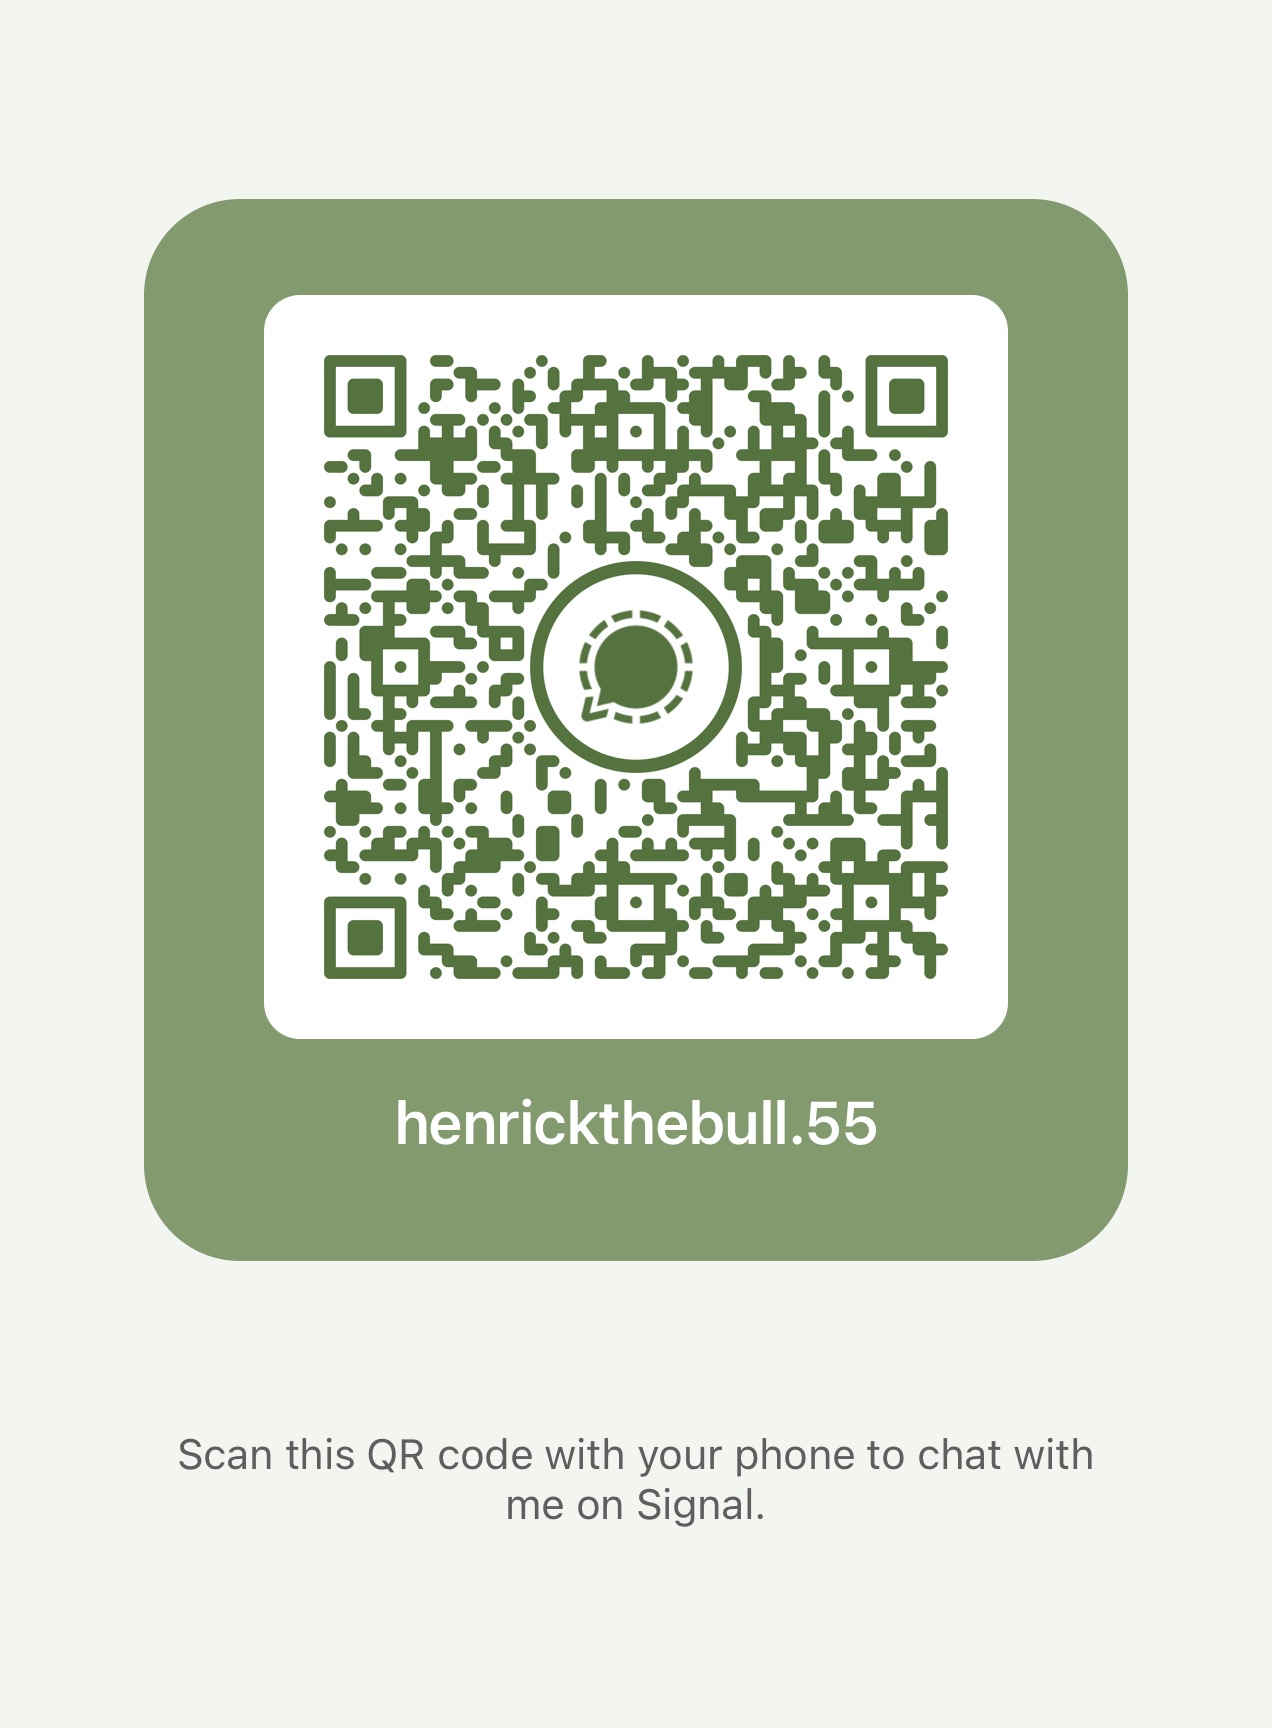 henrickthebull.55
Scan this QR code with your phone to chat with
me on Signal.